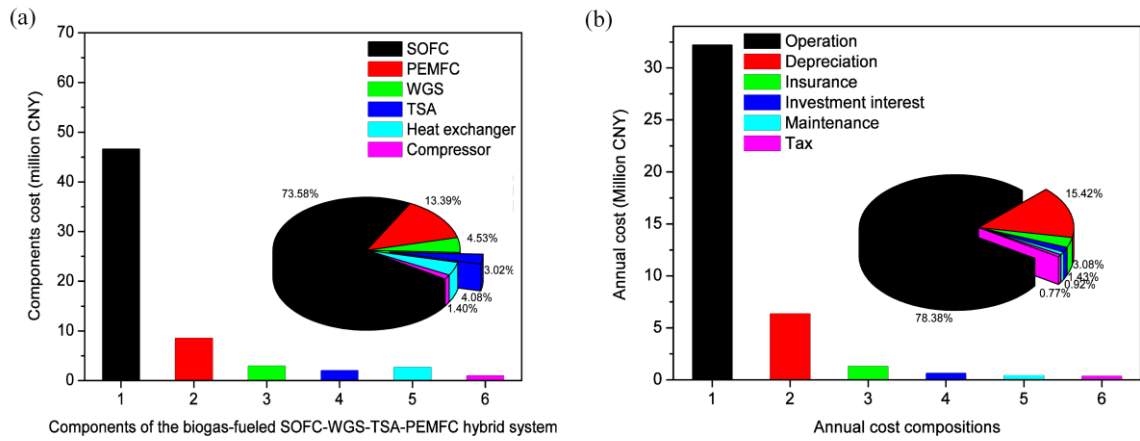 (a)
Components cost (million CNY)
70
60
50
40
30
20
10
0
1 2 3 4 5 6
Components of the biogas-fueled SOFC-WGS-TSA-PEMFC hybrid system
SOFC
PEMFC
WGS
TSA
Heat exchanger
Compressor
73.58%
13.39%
4.53%
3.02%
4.08%
1.40%
(b)
Annual cost (Million CNY)
30
25
20
15
10
5
0
1 2 3 4 5 6
Annual cost compositions
Operation
Depreciation
Insurance
Investment interest
Maintenance
Tax
15.42%
3.08%
1.43%
0.92%
0.77%
78.38%